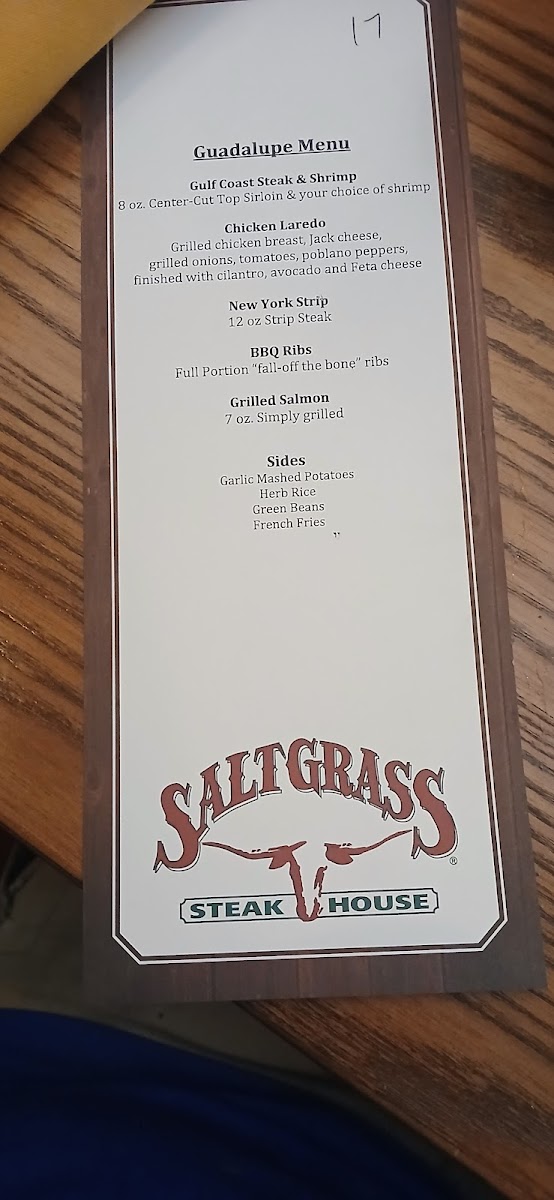 17
Guadalupe Menu
Gulf Coast Steak & Shrimp
8 oz. Center-Cut Top Sirloin & your choice of shrimp
Chicken Laredo
Grilled chicken breast, Jack cheese,
grilled onions, tomatoes, poblano peppers,
finished with cilantro, avocado and Feta cheese
New York Strip
12 oz Strip Steak
BBQ Ribs
Full Portion "fall-off the bone" ribs
Grilled Salmon
7 oz. Simply grilled
Sides
Garlic Mashed Potatoes
Herb Rice
Green Beans
French Fries
”
SALTGRASS
®
STEAK HOUSE